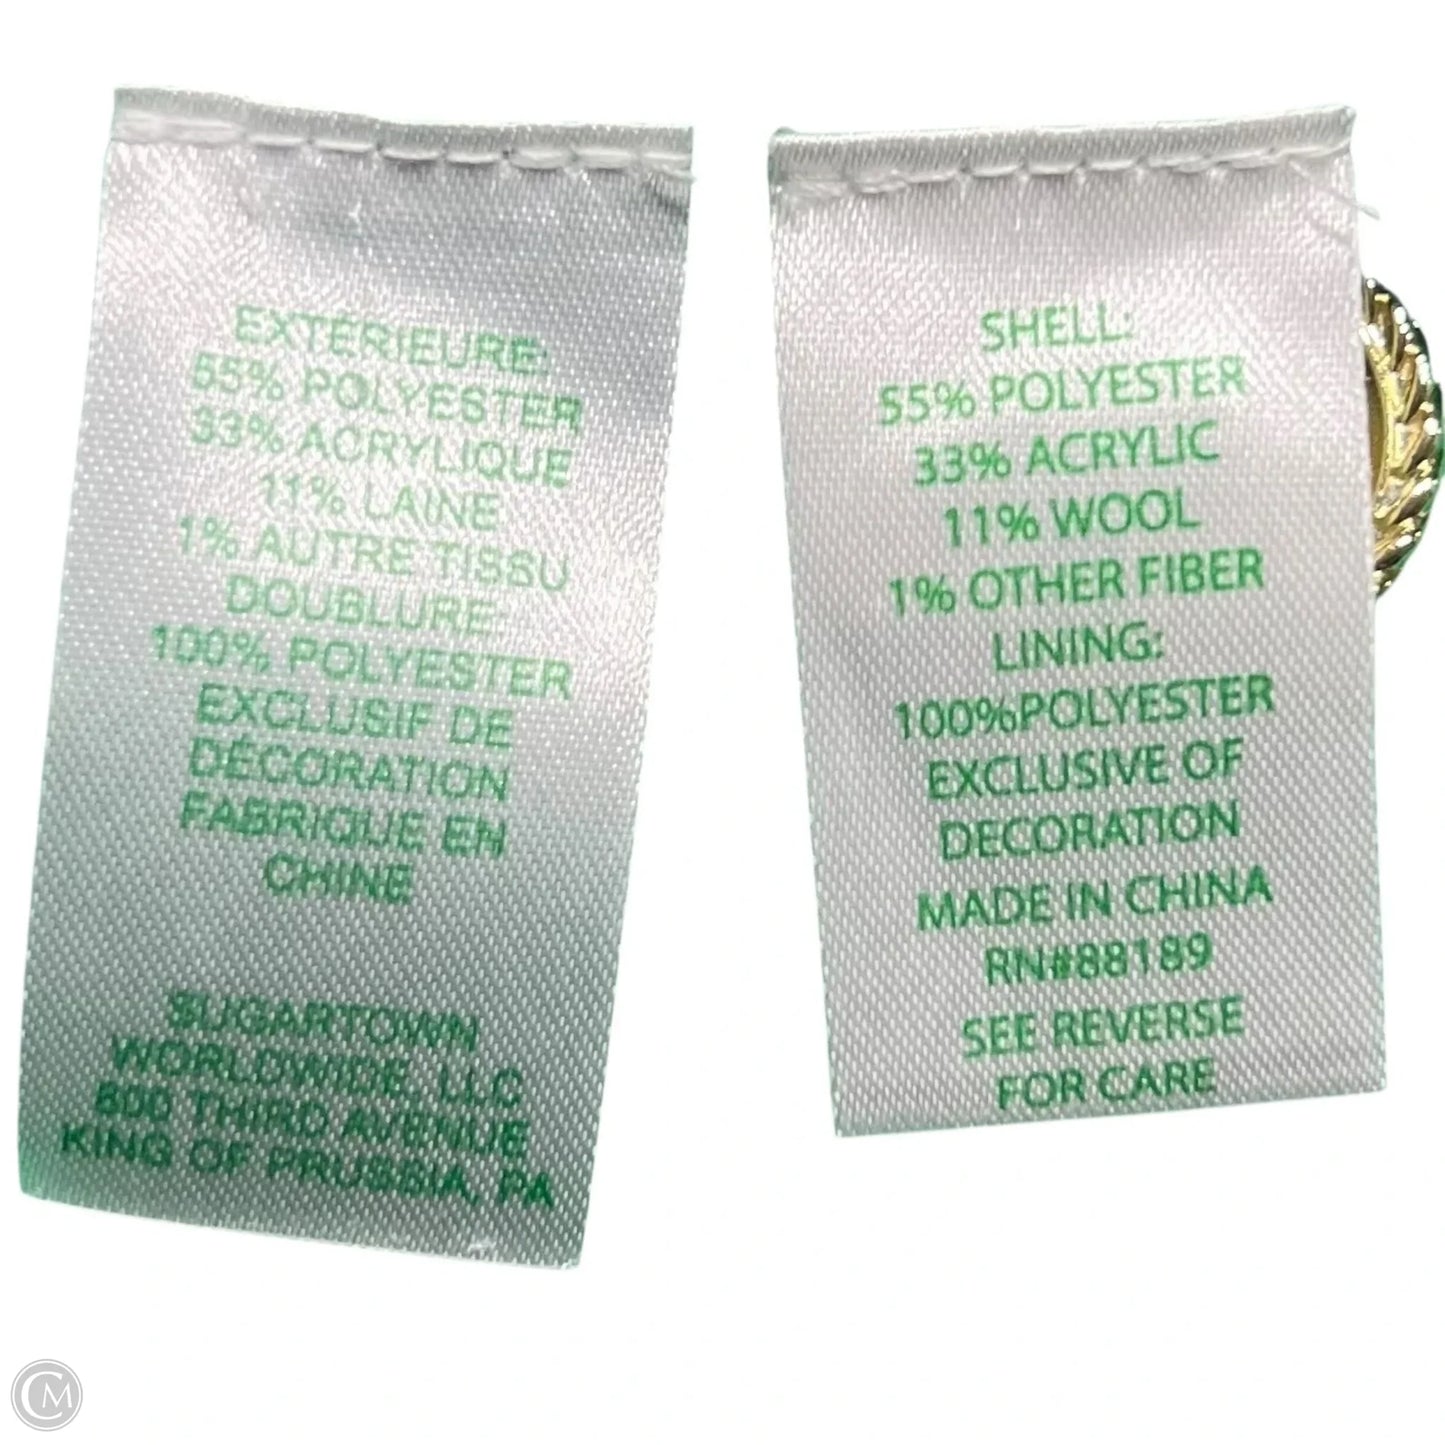 EXTÉRIEURE:
55% POLYESTER
33% ACRYLIQUE
11% LAINE
1% AUTRE TISSU
DOUBLURE:
100% POLYESTER
EXCLUSIF DE
DÉCORATION
FABRIQUE EN
CHINE
SUGARTOWN
WORLDWIDE, LLC
800 THIRD AVENUE
KING OF PRUSSIA, PA
SHELL:
55% POLYESTER
33% ACRYLIC
11% WOOL
1% OTHER FIBER
LINING:
100%POLYESTER
EXCLUSIVE OF
DECORATION
MADE IN CHINA
RN#88189
SEE REVERSE
FOR CARE
CM